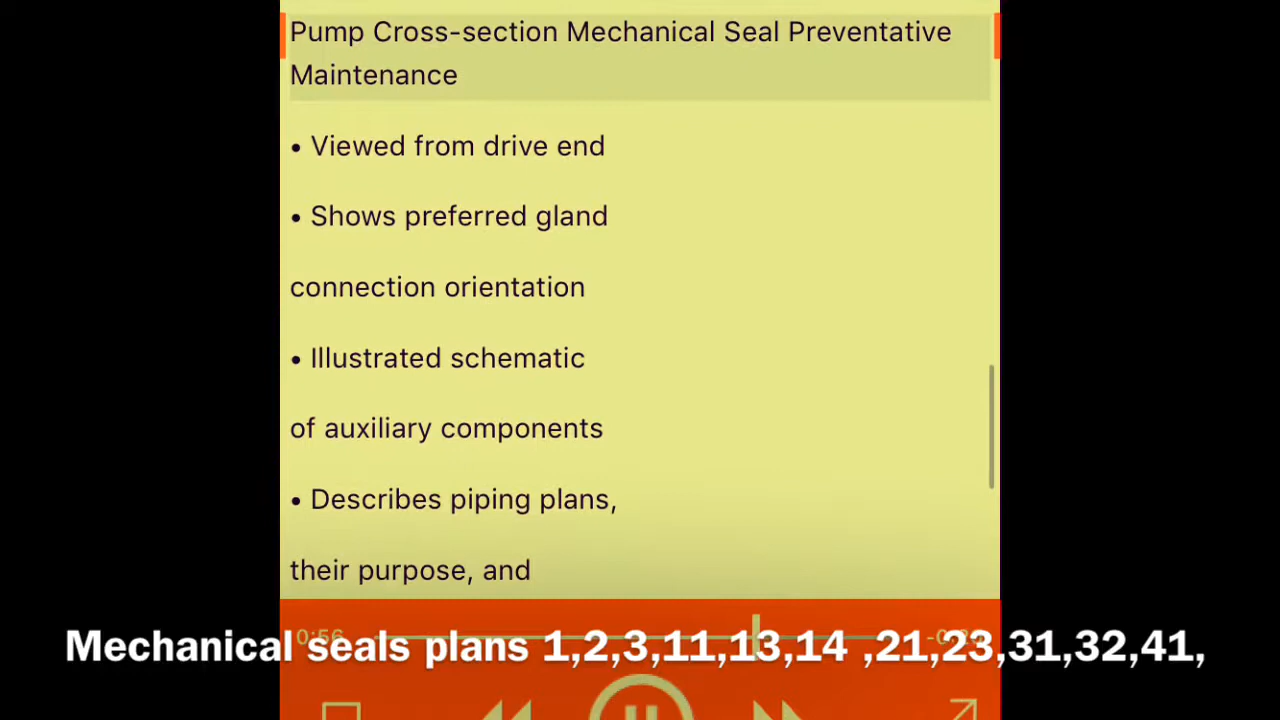 Pump Cross-section Mechanical Seal Preventative
Maintenance
• Viewed from drive end
• Shows preferred gland
connection orientation
• Illustrated schematic
of auxiliary components
• Describes piping plans,
their purpose, and
0:56
Mechanical seals plans 1,2,3,11,13,14 ,21,23,31,32,41,